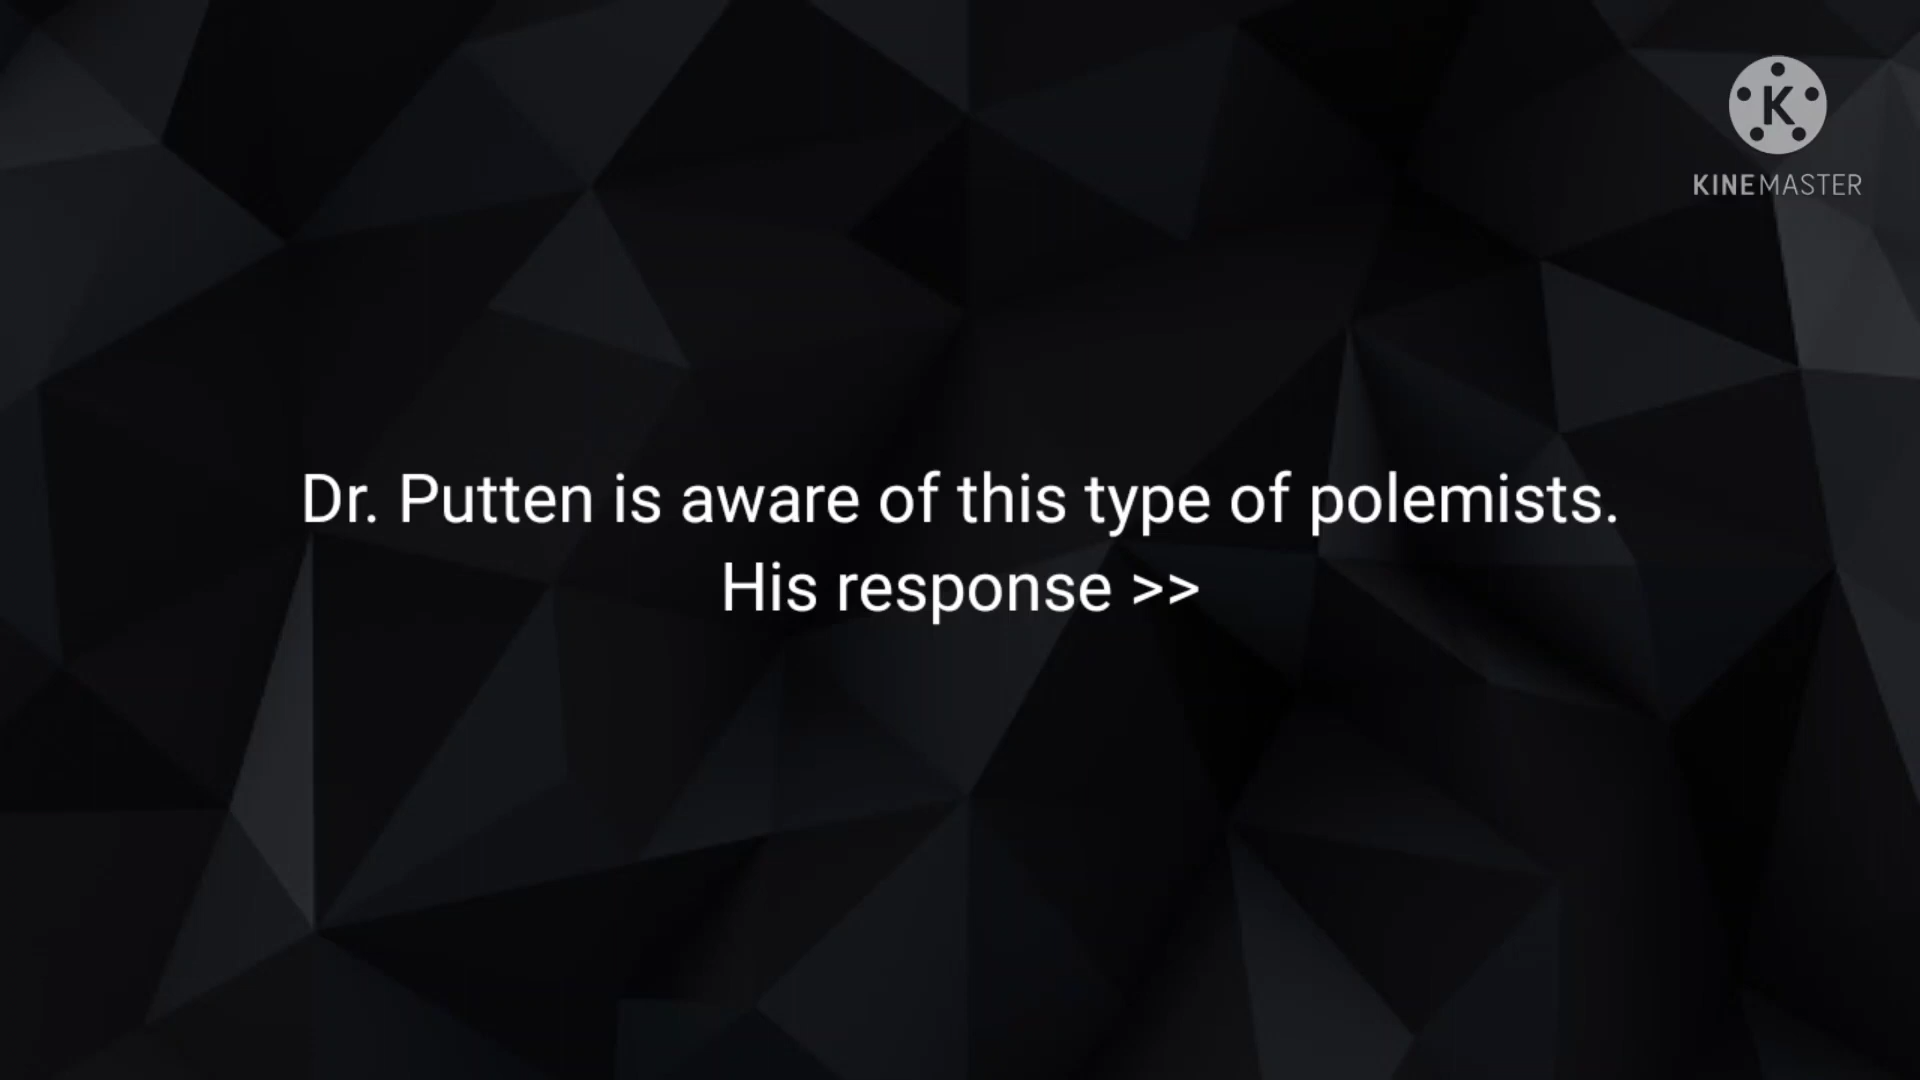 K
KINEMASTER
Dr. Putten is aware of this type of polemists.
His response >>